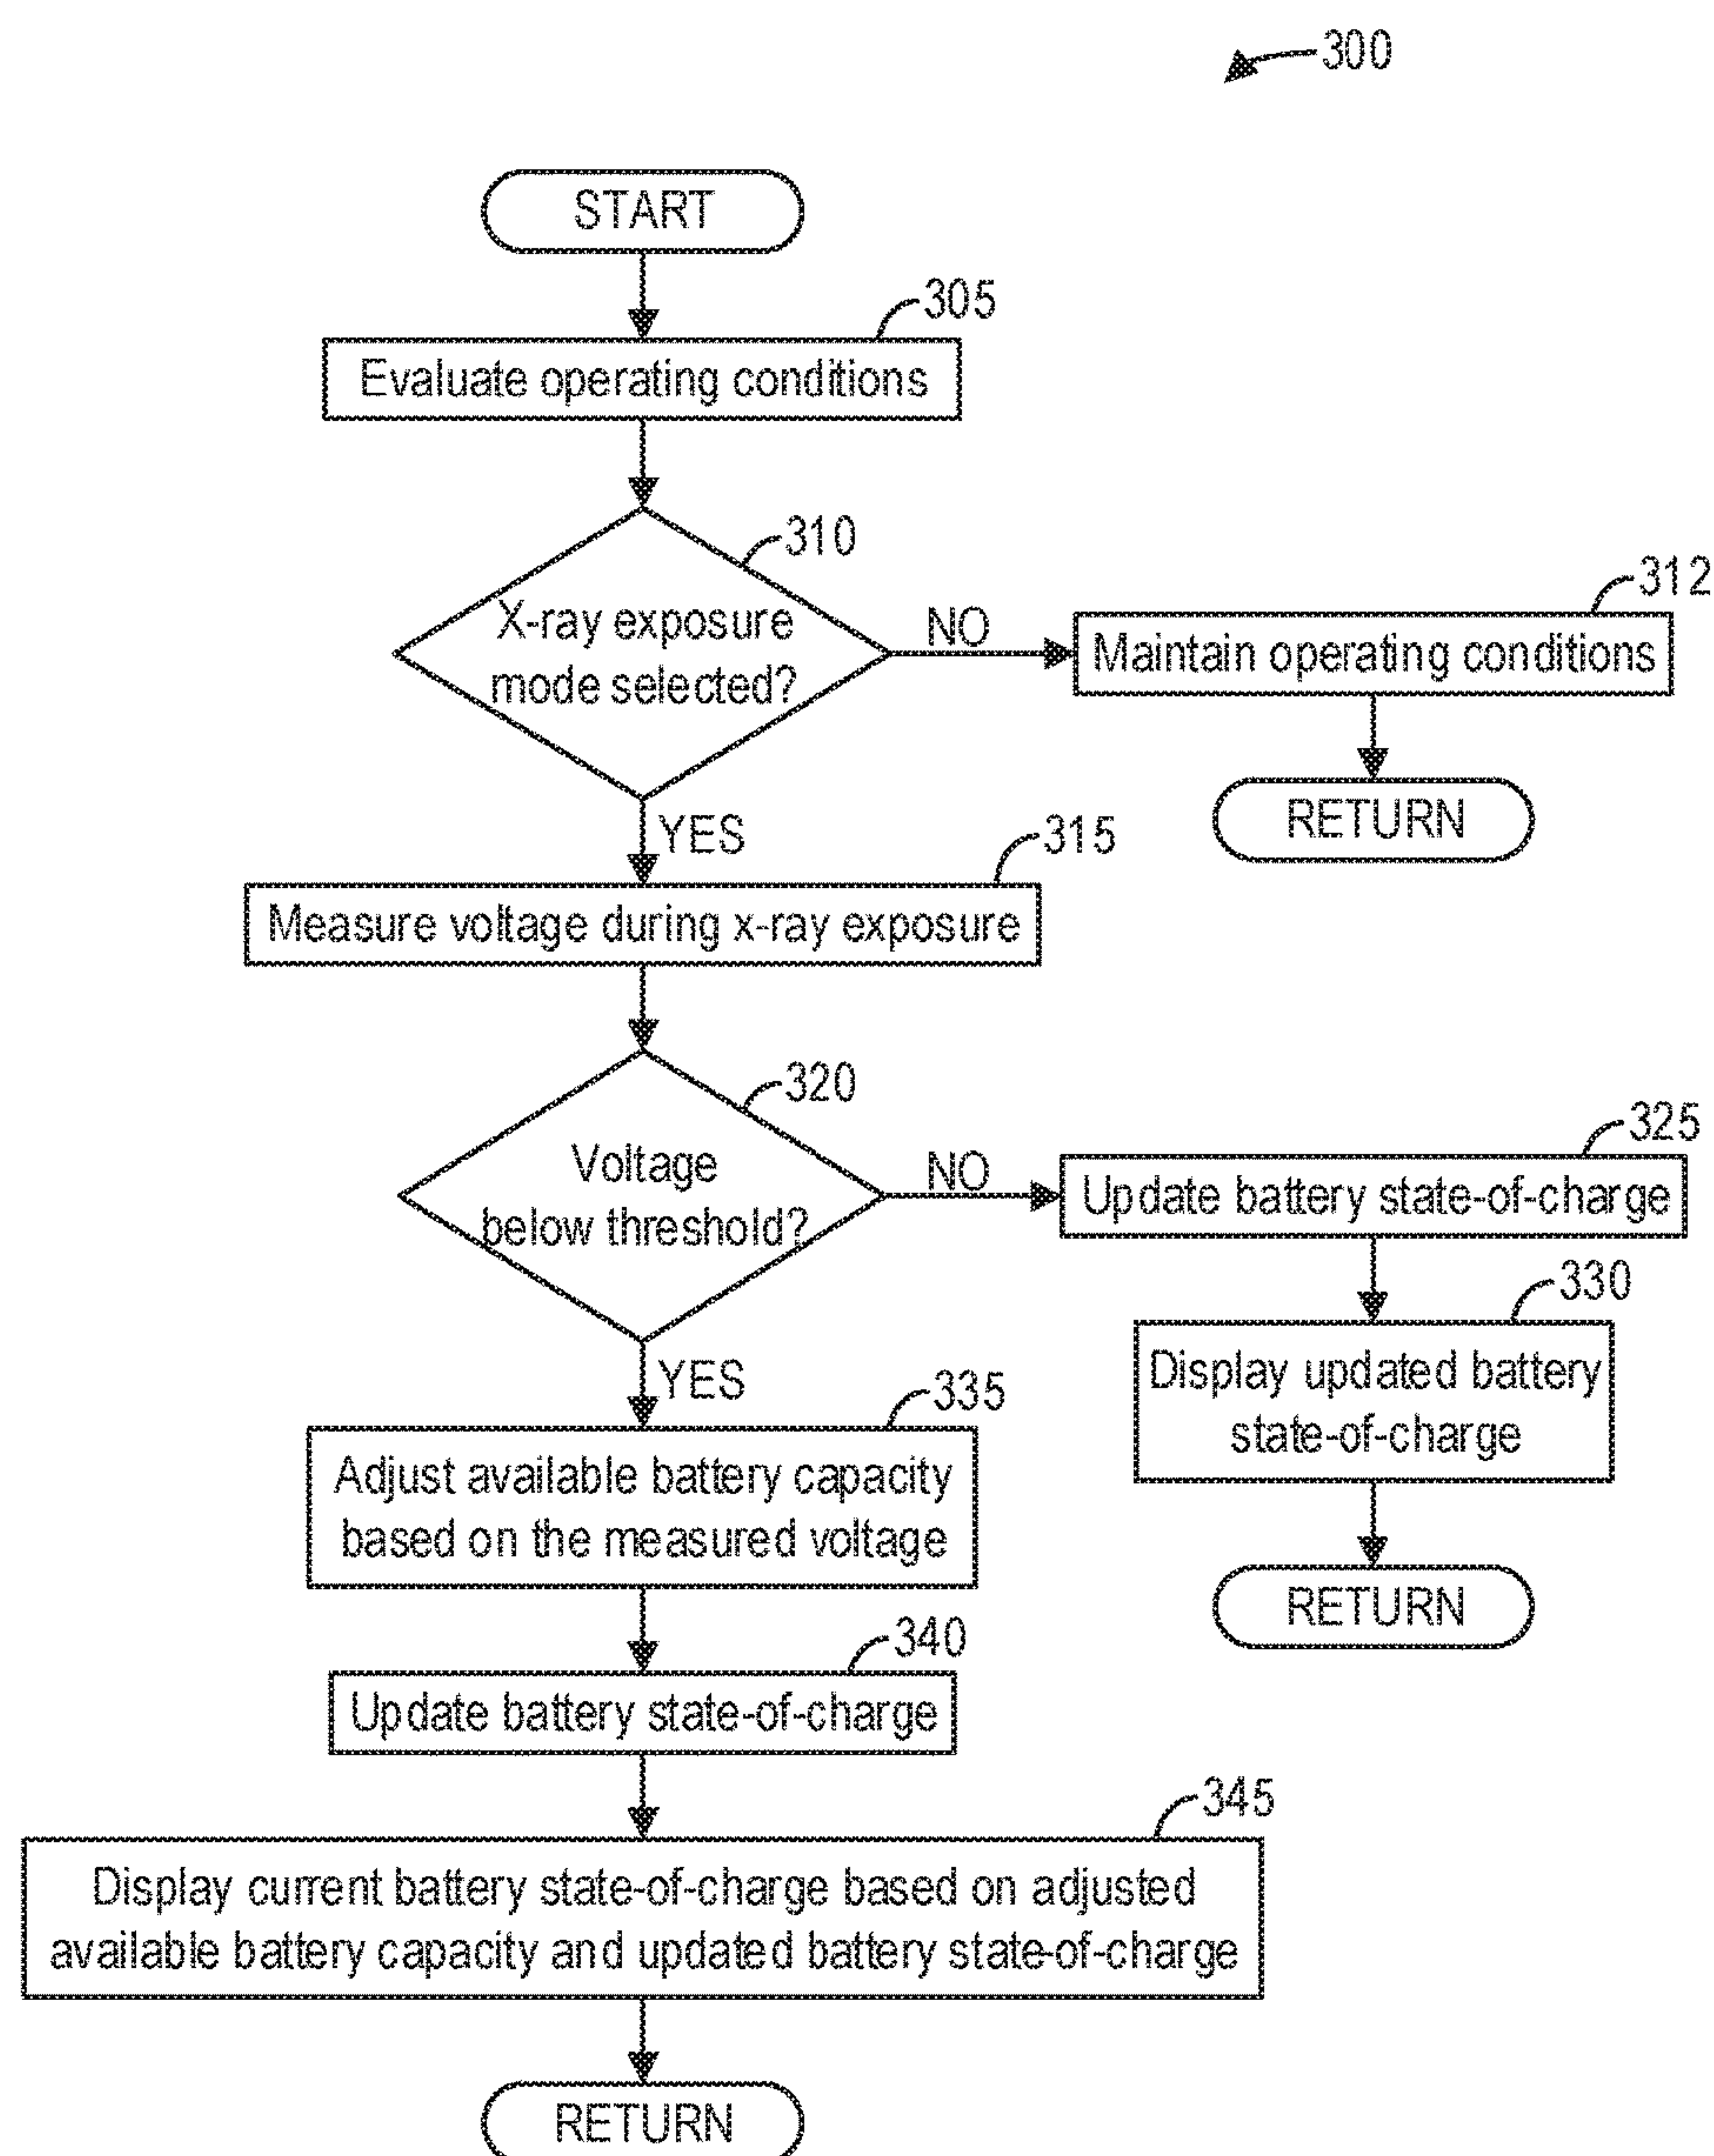 300
START
305
Evaluate operating conditions
310
X-ray exposure
mode selected?
NO
312
Maintain operating conditions
RETURN
YES
315
Measure voltage during x-ray exposure
320
Voltage
below threshold?
NO
325
Update battery state-of-charge
330
Display updated battery
state-of-charge
RETURN
YES
335
Adjust available battery capacity
based on the measured voltage
340
Update battery state-of-charge
345
Display current battery state-of-charge based on adjusted
available battery capacity and updated battery state-of-charge
RETURN